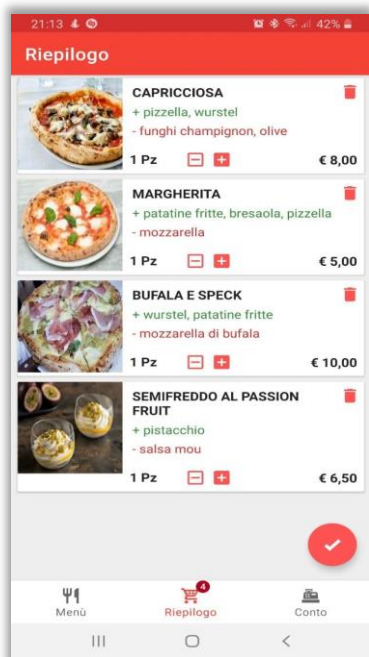 21:13 42%
Riepilogo
CAPRICCIOSA
+ pizzella, wurstel
- funghi champignon, olive
1 Pz € 8,00
MARGHERITA
+ patatine fritte, bresaola, pizzella
- mozzarella
1 Pz € 5,00
BUFALA E SPECK
+ wurstel, patatine fritte
- mozzarella di bufala
1 Pz € 10,00
SEMIFREDDO AL PASSION
FRUIT
+ pistacchio
- salsa mou
1 Pz € 6,50
4
Menù Riepilogo Conto